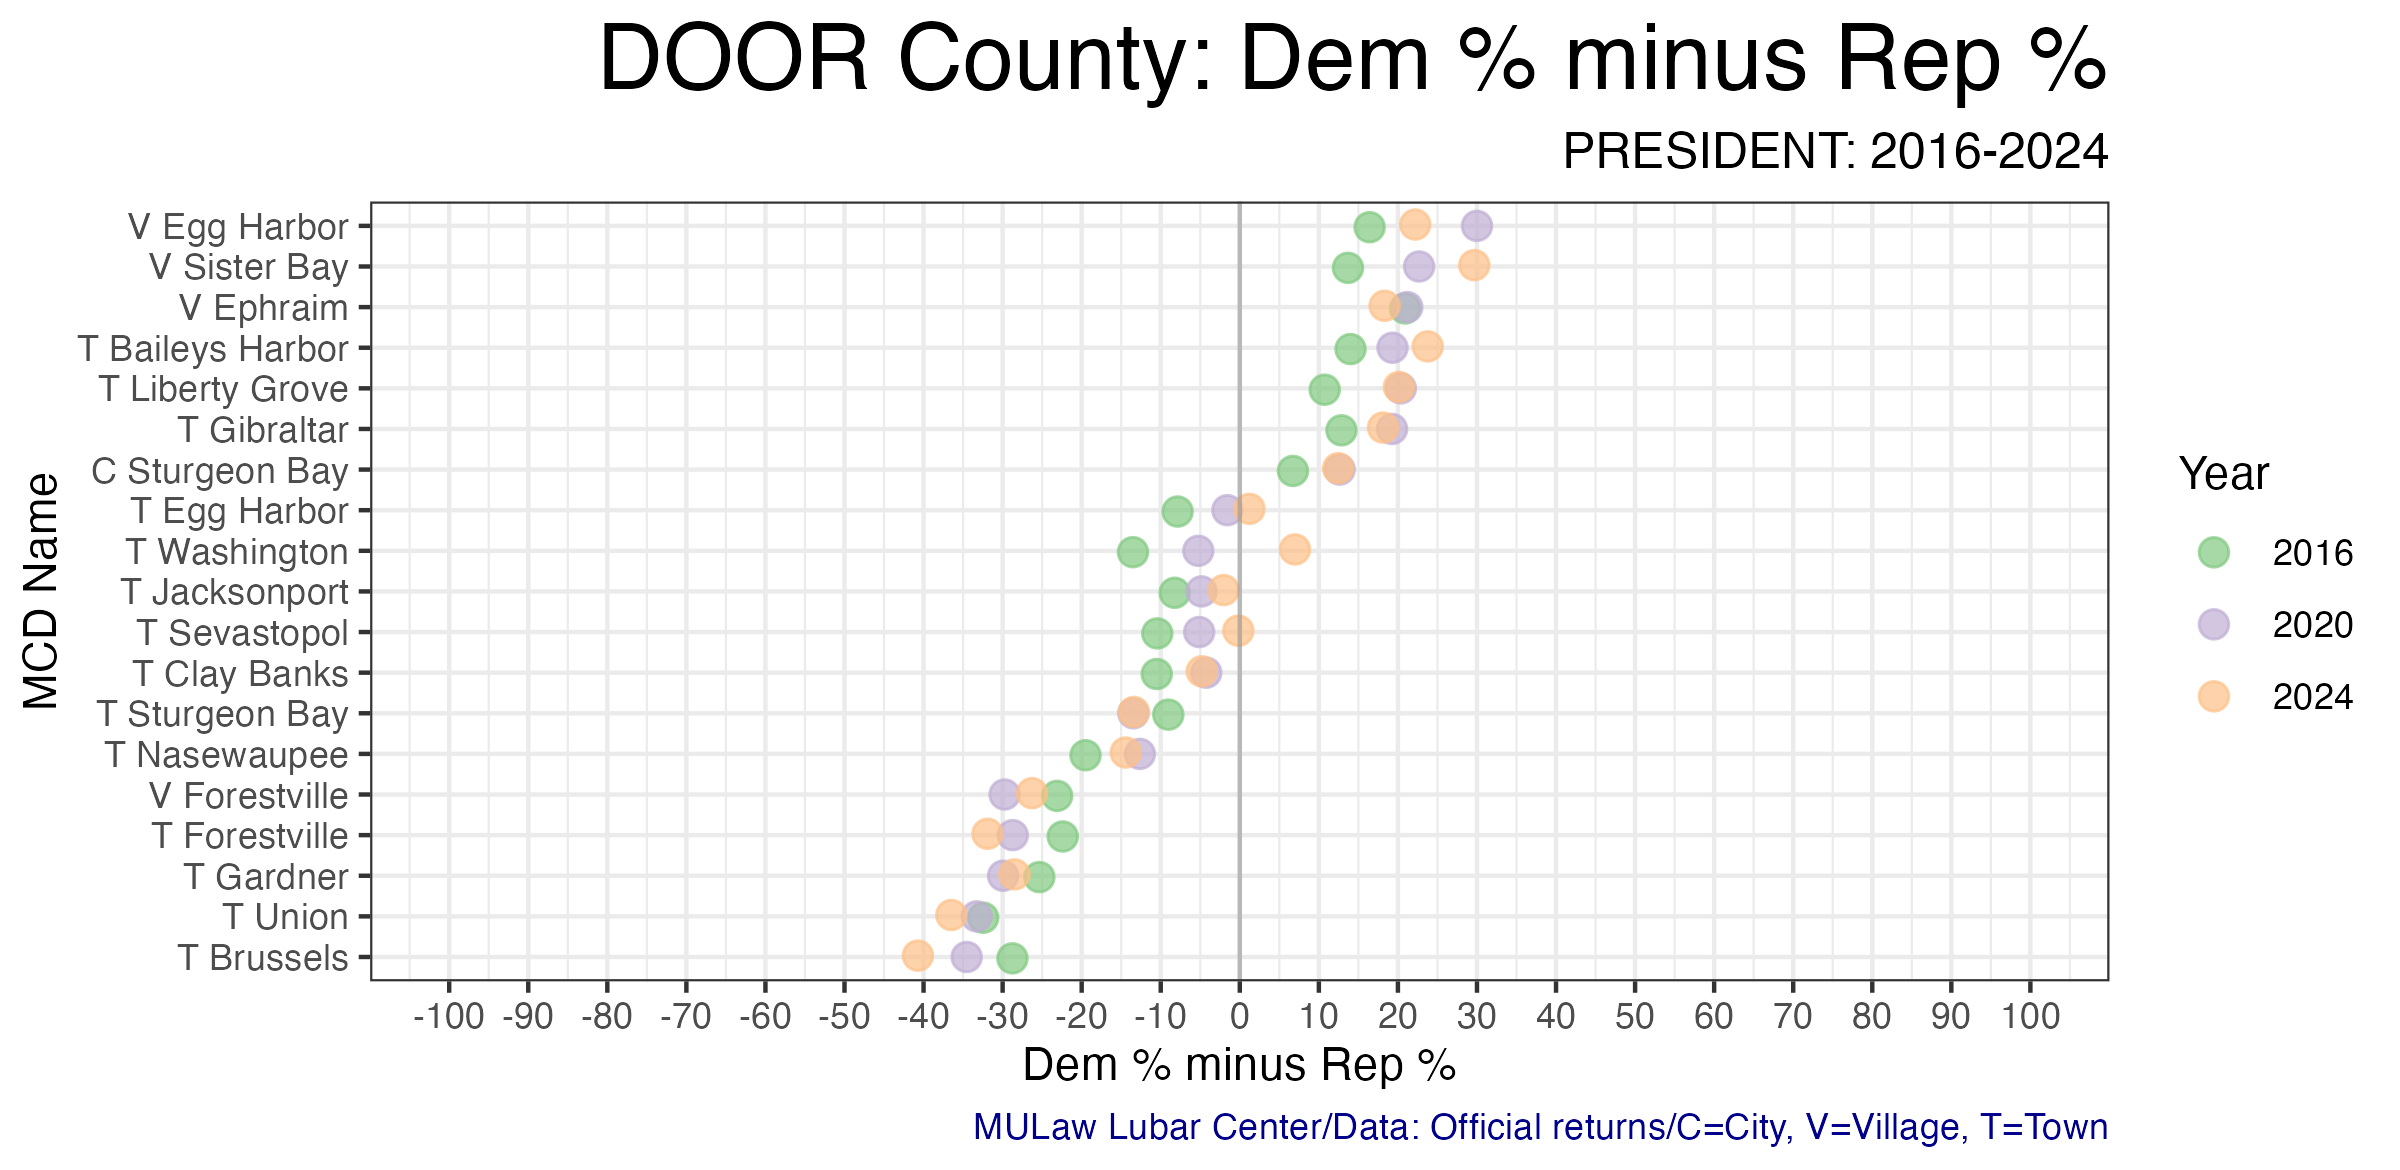 DOOR County: Dem % minus Rep %
PRESIDENT: 2016-2024
MCD Name
V Egg Harbor
V Sister Bay
V Ephraim
T Baileys Harbor
T Liberty Grove
T Gibraltar
C Sturgeon Bay
T Egg Harbor
T Washington
T Jacksonport
T Sevastopol
T Clay Banks
T Sturgeon Bay
T Nasewaupee
V Forestville
T Forestville
T Gardner
T Union
T Brussels
-100 -90 -80 -70 -60 -50 -40 -30 -20 -10 0 10 20 30 40 50 60 70 80 90 100
Dem % minus Rep %
Year
2016
2020
2024
MULaw Lubar Center/Data: Official returns/C=City, V=Village, T=Town